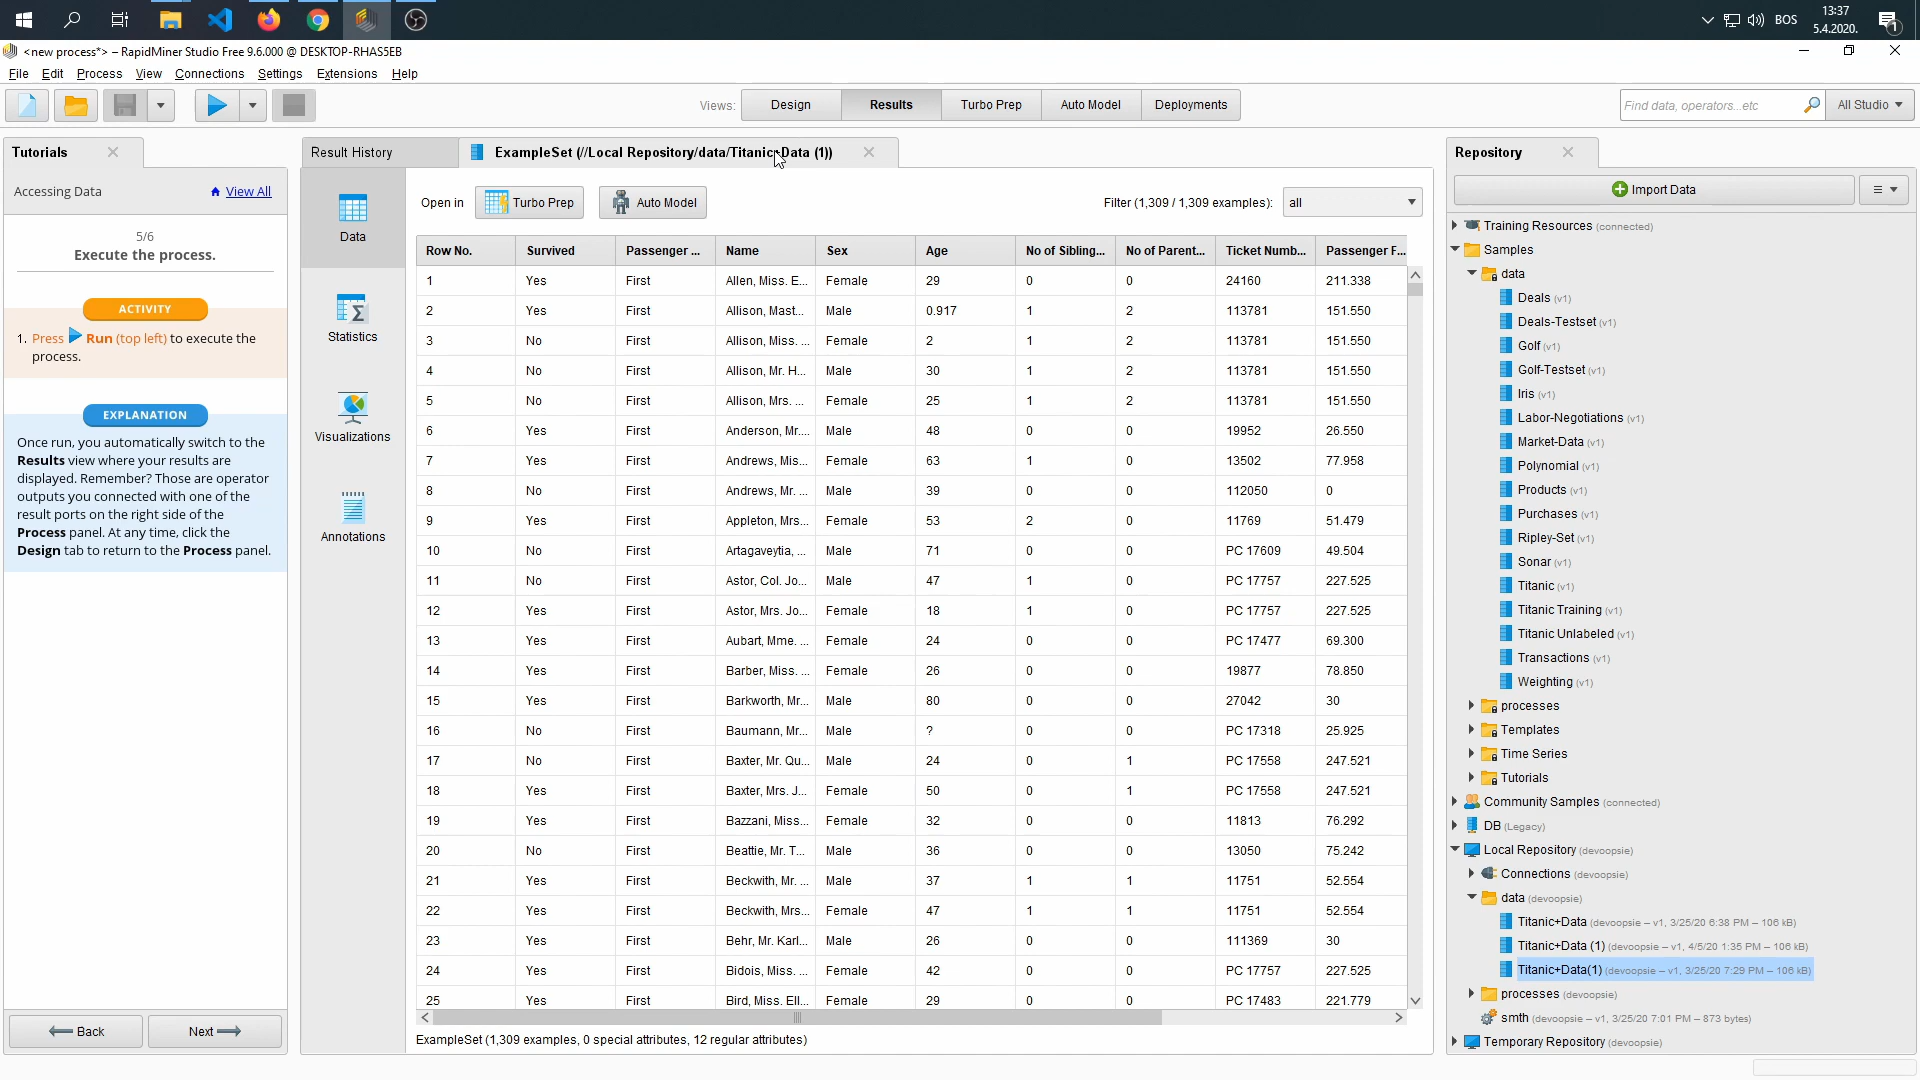 13:37
BOS
5.4.2020.
1
<new process*> – RapidMiner Studio Free 9.6.000 @ DESKTOP-RHAS5EB
File Edit Process View Connections Settings Extensions Help
Views: Design Results Turbo Prep Auto Model Deployments
Find data, operators...etc
All Studio
Tutorials
Accessing Data View All
5/6
Execute the process.
ACTIVITY
1. Press Run (top left) to execute the
process.
EXPLANATION
Once run, you automatically switch to the
Results view where your results are
displayed. Remember? Those are operator
outputs you connected with one of the
result ports on the right side of the
Process panel. At any time, click the
Design tab to return to the Process panel.
Back Next
Result History
ExampleSet (//Local Repository/data/Titanic+Data (1))
Data
Statistics
Visualizations
Annotations
Open in Turbo Prep Auto Model Filter (1,309 / 1,309 examples): all
Row No. Survived Passenger ... Name Sex Age No of Sibling... No of Parent... Ticket Numb... Passenger F...
1 Yes First Allen, Miss. E... Female 29 0 0 24160 211.338
2 Yes First Allison, Mast... Male 0.917 1 2 113781 151.550
3 No First Allison, Miss. ... Female 2 1 2 113781 151.550
4 No First Allison, Mr. H... Male 30 1 2 113781 151.550
5 No First Allison, Mrs. ... Female 25 1 2 113781 151.550
6 Yes First Anderson, Mr.... Male 48 0 0 19952 26.550
7 Yes First Andrews, Mis... Female 63 1 0 13502 77.958
8 No First Andrews, Mr. ... Male 39 0 0 112050 0
9 Yes First Appleton, Mrs... Female 53 2 0 11769 51.479
10 No First Artagaveytia, ... Male 71 0 0 PC 17609 49.504
11 No First Astor, Col. Jo... Male 47 1 0 PC 17757 227.525
12 Yes First Astor, Mrs. Jo... Female 18 1 0 PC 17757 227.525
13 Yes First Aubart, Mme. ... Female 24 0 0 PC 17477 69.300
14 Yes First Barber, Miss. ... Female 26 0 0 19877 78.850
15 Yes First Barkworth, Mr... Male 80 0 0 27042 30
16 No First Baumann, Mr... Male ? 0 0 PC 17318 25.925
17 No First Baxter, Mr. Qu... Male 24 0 1 PC 17558 247.521
18 Yes First Baxter, Mrs. J... Female 50 0 1 PC 17558 247.521
19 Yes First Bazzani, Miss... Female 32 0 0 11813 76.292
20 No First Beattie, Mr. T... Male 36 0 0 13050 75.242
21 Yes First Beckwith, Mr. ... Male 37 1 1 11751 52.554
22 Yes First Beckwith, Mrs... Female 47 1 1 11751 52.554
23 Yes First Behr, Mr. Karl... Male 26 0 0 111369 30
24 Yes First Bidois, Miss. ... Female 42 0 0 PC 17757 227.525
25 Yes First Bird, Miss. Ell... Female 29 0 0 PC 17483 221.779
ExampleSet (1,309 examples, 0 special attributes, 12 regular attributes)
Repository
Import Data
Training Resources (connected)
Samples
data
Deals (v1)
Deals-Testset (v1)
Golf (v1)
Golf-Testset (v1)
Iris (v1)
Labor-Negotiations (v1)
Market-Data (v1)
Polynomial (v1)
Products (v1)
Purchases (v1)
Ripley-Set (v1)
Sonar (v1)
Titanic (v1)
Titanic Training (v1)
Titanic Unlabeled (v1)
Transactions (v1)
Weighting (v1)
processes
Templates
Time Series
Tutorials
Community Samples (connected)
DB (Legacy)
Local Repository (devoopsie)
Connections (devoopsie)
data (devoopsie)
Titanic+Data (devoopsie – v1, 3/25/20 6:38 PM – 106 kB)
Titanic+Data (1) (devoopsie – v1, 4/5/20 1:35 PM – 106 kB)
Titanic+Data(1) (devoopsie – v1, 3/25/20 7:29 PM – 106 kB)
processes (devoopsie)
smth (devoopsie – v1, 3/25/20 7:01 PM – 873 bytes)
Temporary Repository (devoopsie)